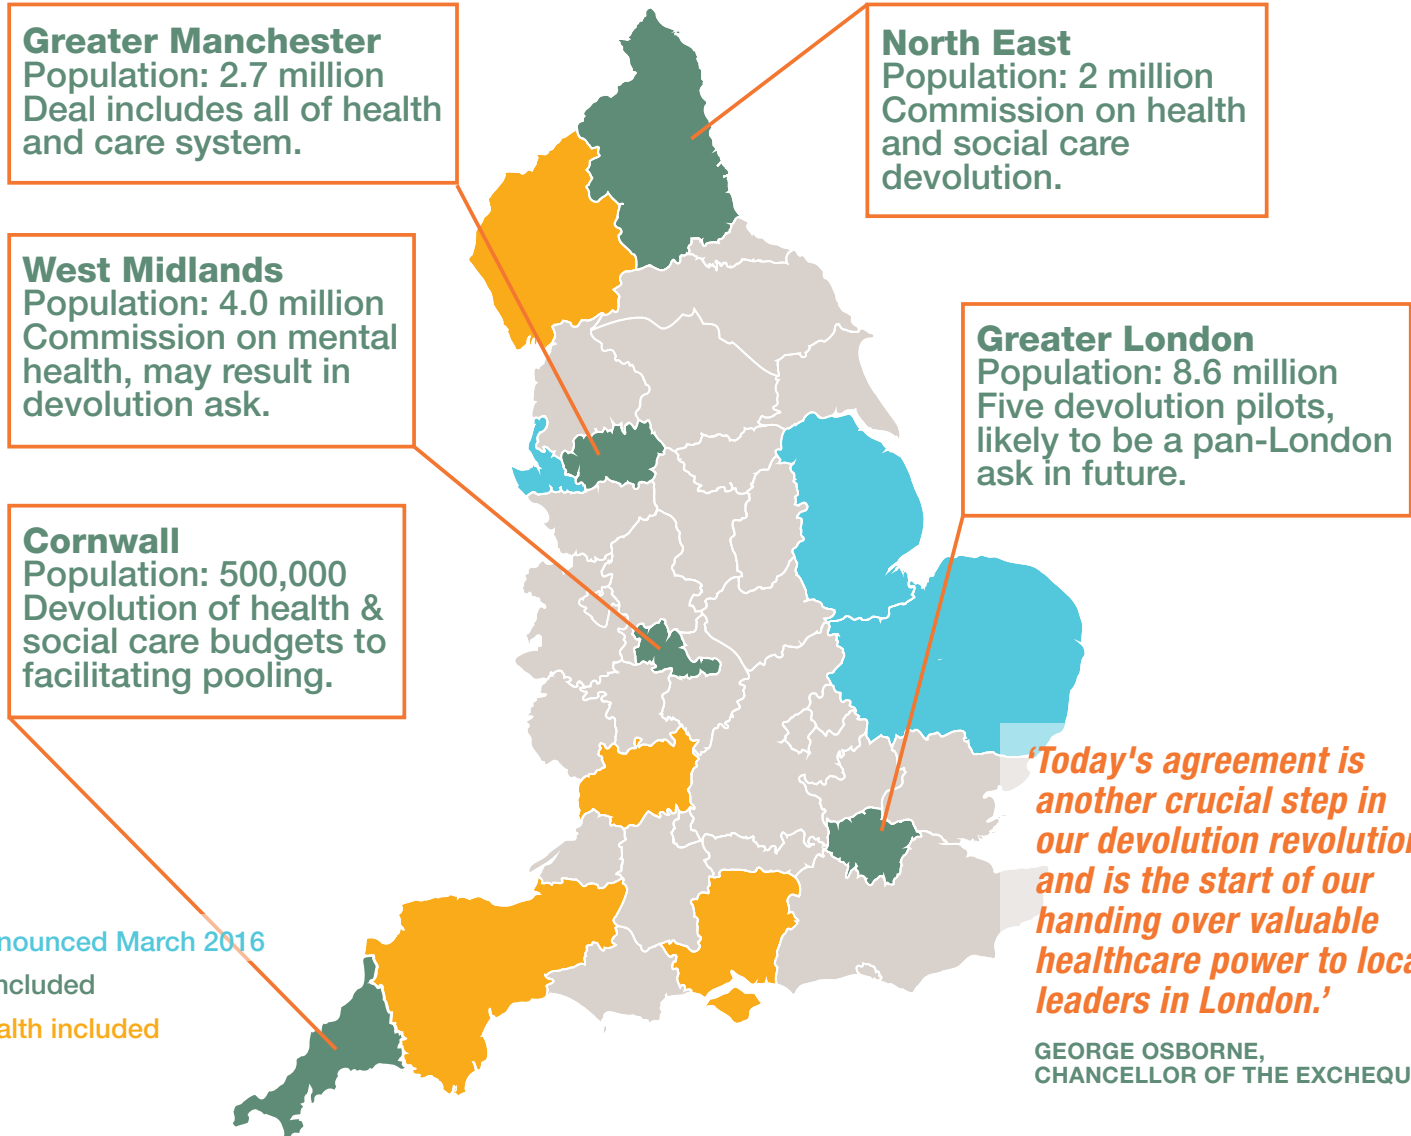 Greater Manchester
Population: 2.7 million
Deal includes all of health
and care system.
North East
Population: 2 million
Commission on health
and social care
devolution.
West Midlands
Population: 4.0 million
Commission on mental
health, may result in
devolution ask.
Greater London
Population: 8.6 million
Five devolution pilots,
likely to be a pan-London
ask in future.
Cornwall
Population: 500,000
Devolution of health &
social care budgets to
facilitating pooling.
‘Today's agreement is
another crucial step in
our devolution revolution
and is the start of our
handing over valuable
healthcare power to
leaders in London.’
GEORGE OSBORNE,
CHANCELLOR OF THE
March 2016
included
included